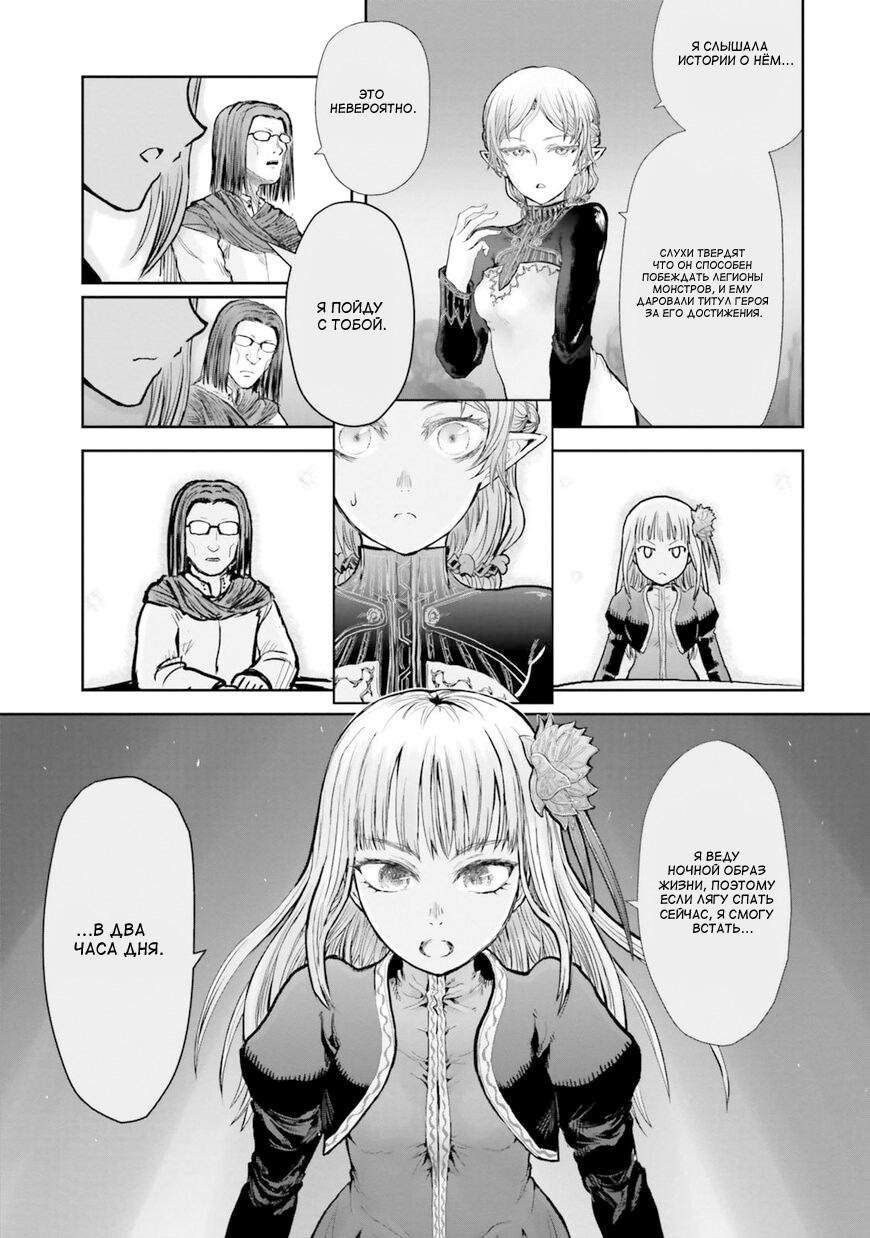 Я СЛЫШАЛА
ИСТОРИИ О НЁМ...
СЛУХИ ТВЕРДЯТ
ЧТО ОН СПОСОБЕН
ПОБЕЖДАТЬ ЛЕГИОНЫ
МОНСТРОВ, И ЕМУ
ДАРОВАЛИ ТИТУЛ ГЕРОЯ
ЗА ЕГО ДОСТИЖЕНИЯ.
ЭТО
НЕВЕРОЯТНО.
Я ПОЙДУ
С ТОБОЙ.
Я ВЕДУ
НОЧНОЙ ОБРАЗ
ЖИЗНИ, ПОЭТОМУ
ЕСЛИ ЛЯГУ СПАТЬ
СЕЙЧАС, Я СМОГУ
ВСТАТЬ...
...В ДВА
ЧАСА ДНЯ.